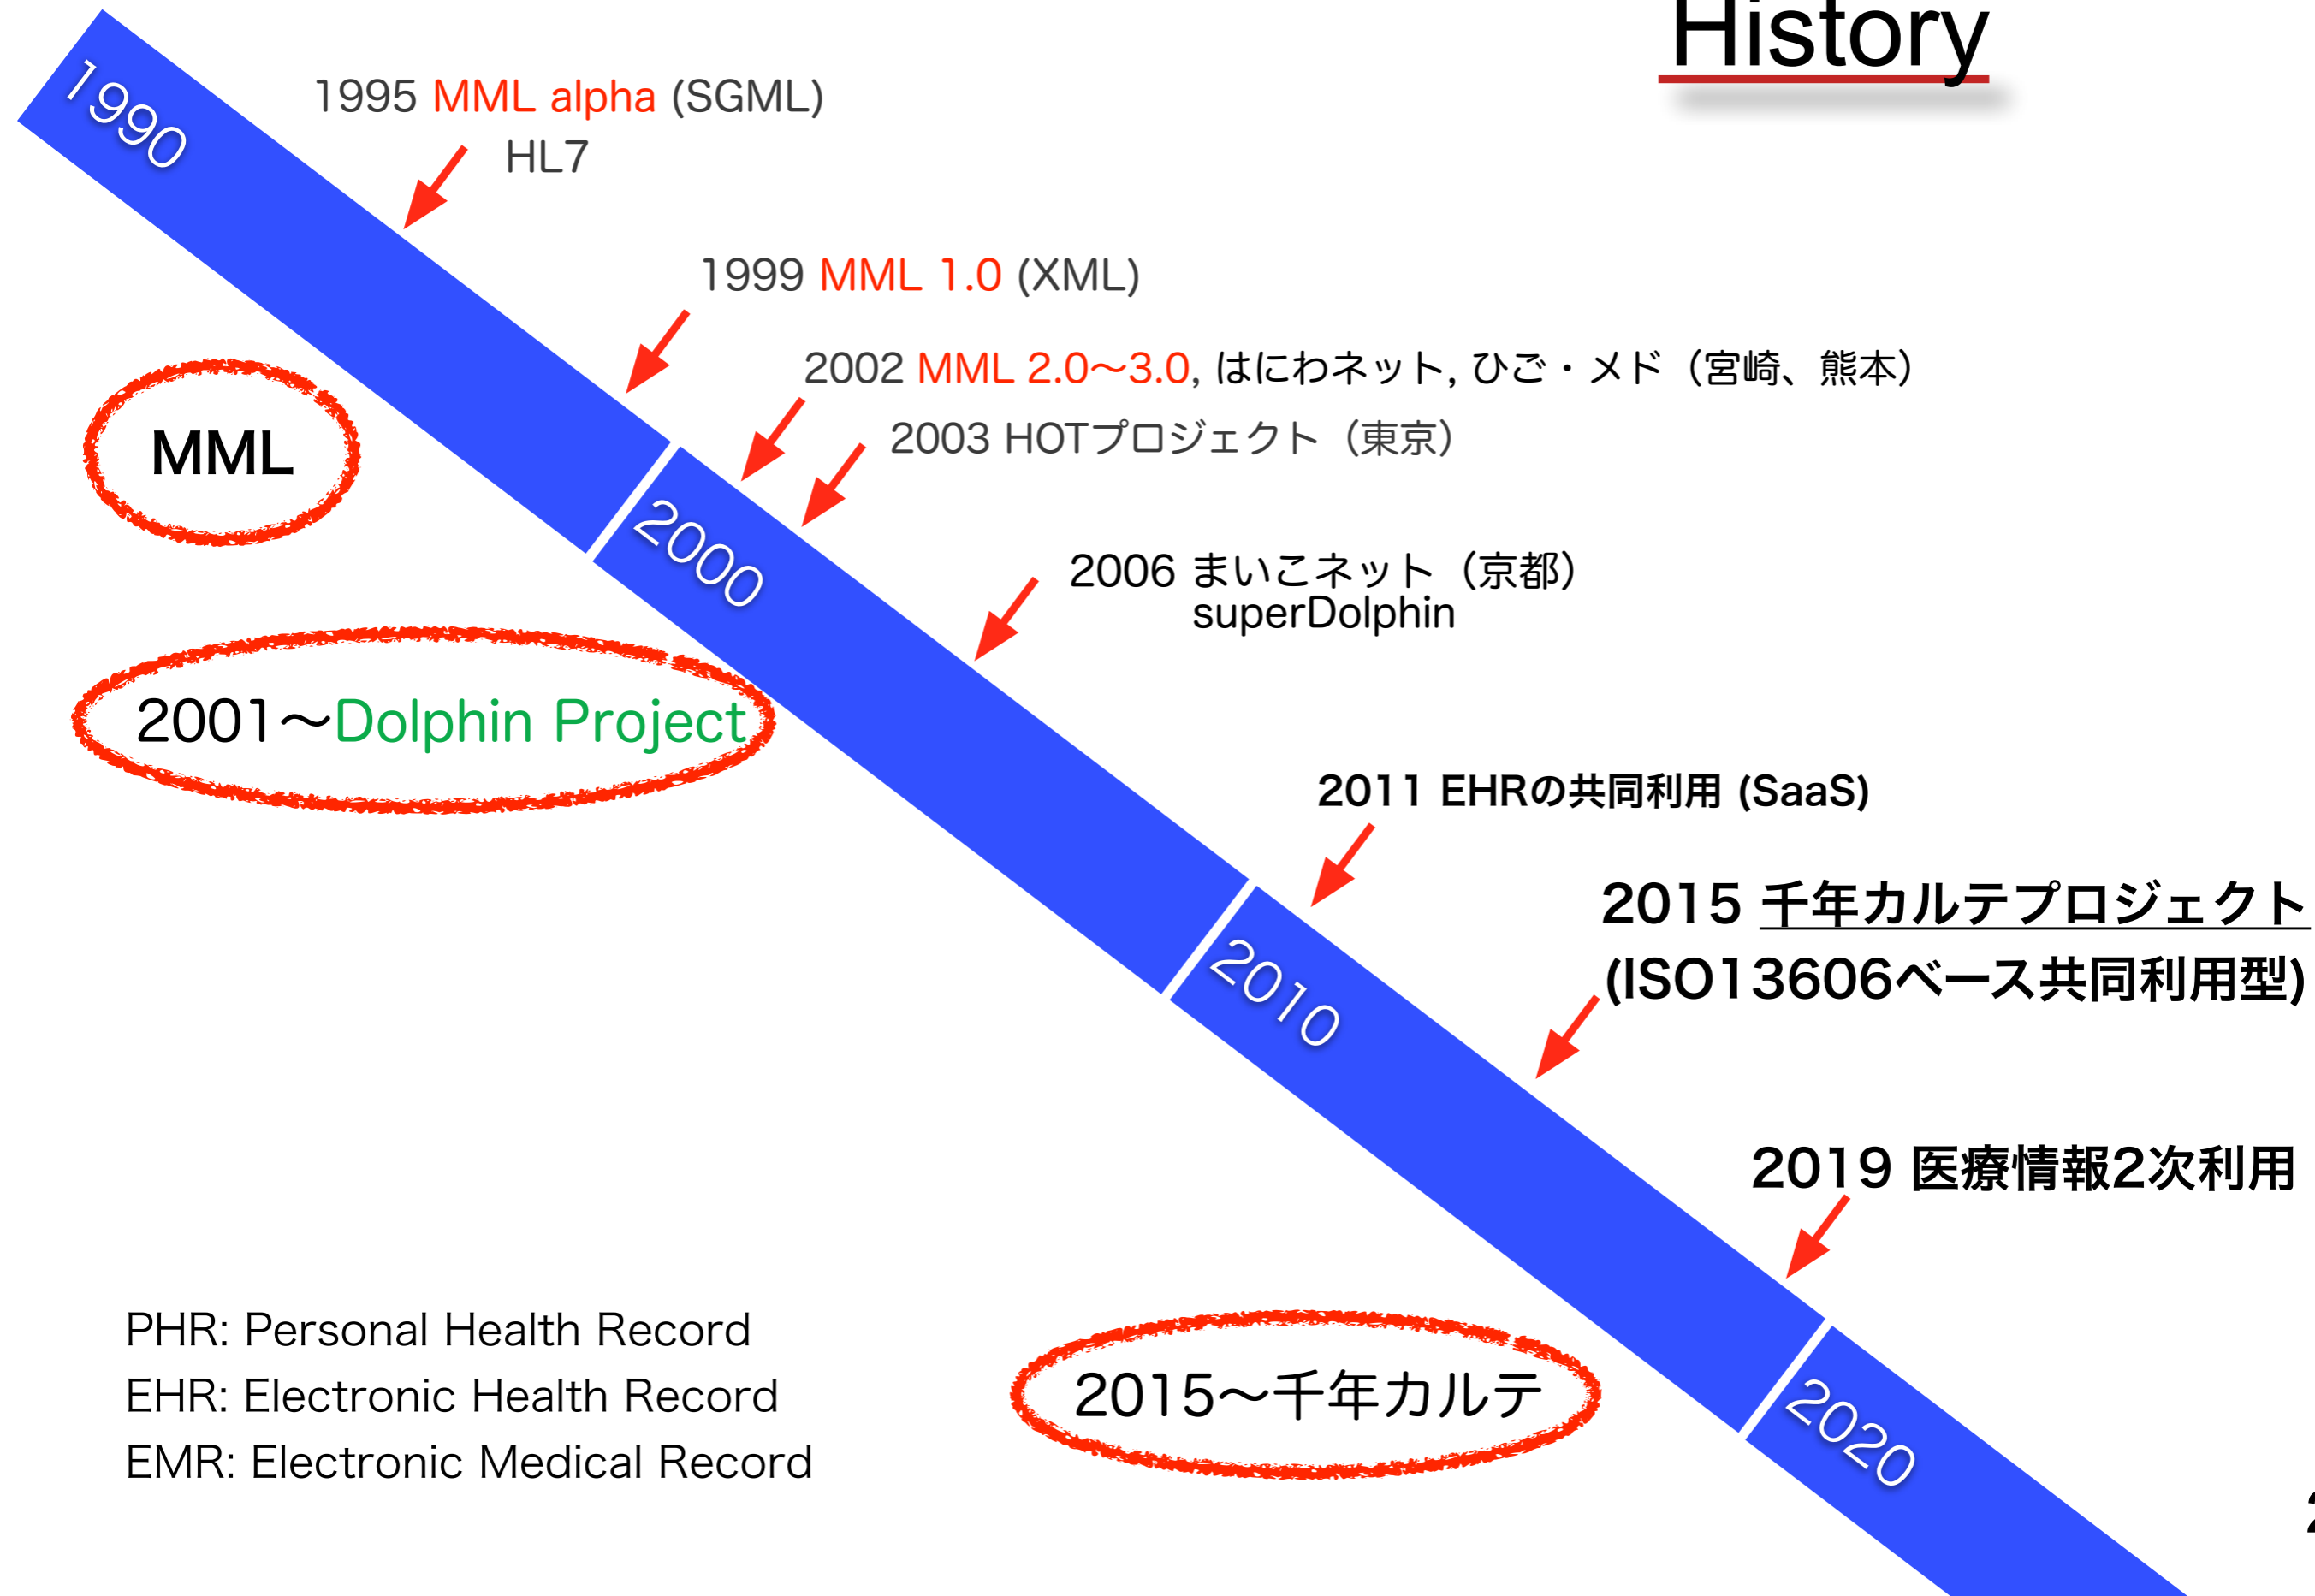 History
1990
1995 MML alpha (SGML)
HL7
1999 MML 1.0 (XML)
2002 MML 2.0〜3.0, はにわネット, ひご・メド（宮崎、熊本）
2003 HOTプロジェクト（東京）
MML
2000
2006 まいこネット（京都）
superDolphin
2001〜Dolphin Project
2011 EHRの共同利用 (SaaS)
2015 千年カルテプロジェクト
(ISO13606ベース共同利用型)
2010
2019 医療情報2次利用
PHR: Personal Health Record
EHR: Electronic Health Record
EMR: Electronic Medical Record
2015〜千年カルテ
2020